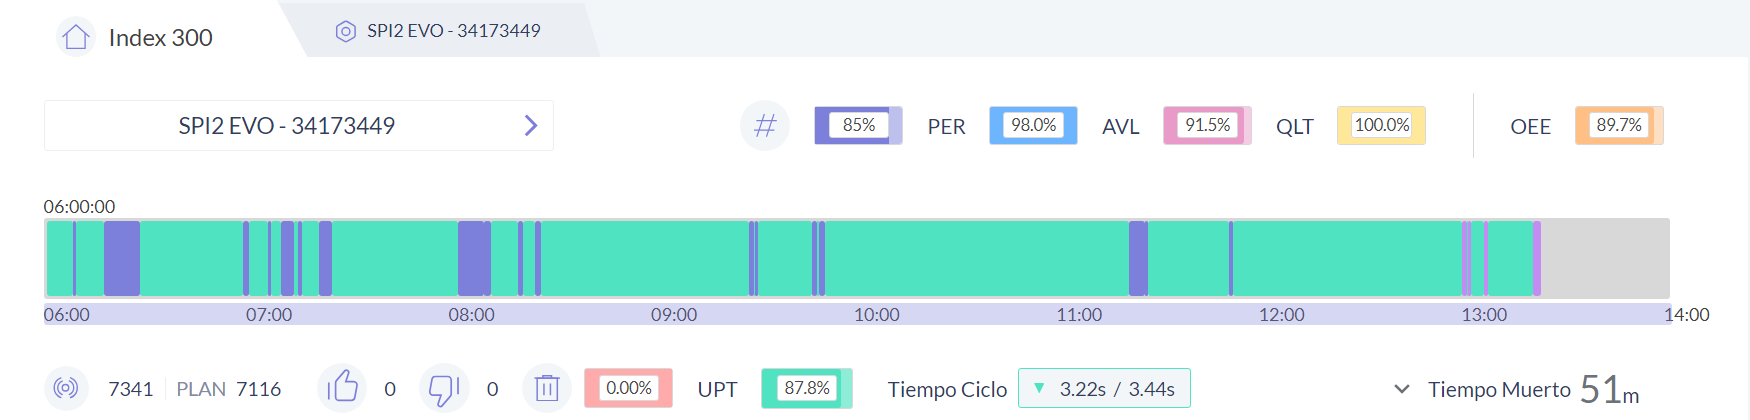 Index 300
SPI2 EVO - 34173449
SPI2 EVO - 34173449
# 85% PER 98.0% AVL 91.5% QLT 100.0% OEE 89.7%
06:00:00
06:00 07:00 08:00 09:00 10:00 11:00 12:00 13:00 14:00
7341 PLAN 7116 0 0 0.00% UPT 87.8% Tiempo Ciclo ▼ 3.22s / 3.44s Tiempo Muerto 51m